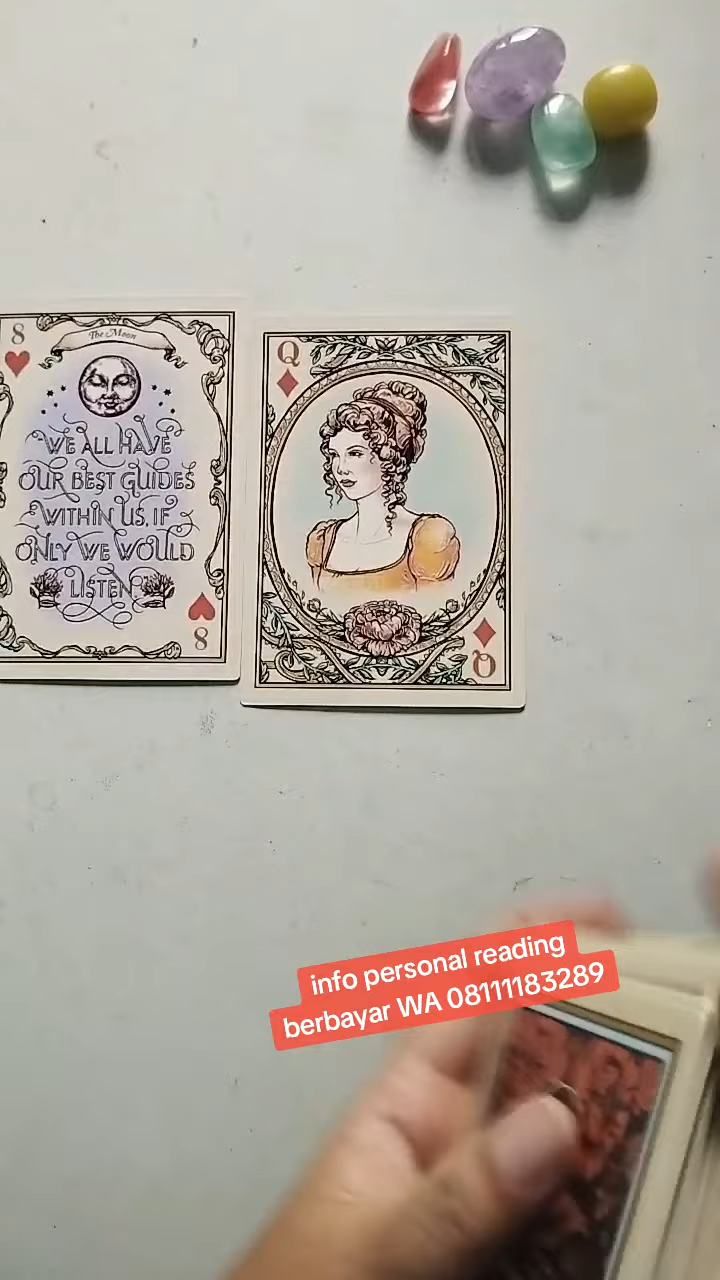 8
The Moon
WE ALL HAVE
OUR BEST GUIDES
WITHIN US, IF
ONLY WE WOULD
LISTEN.
8
Q
Q
info personal reading
berbayar WA 08111183289